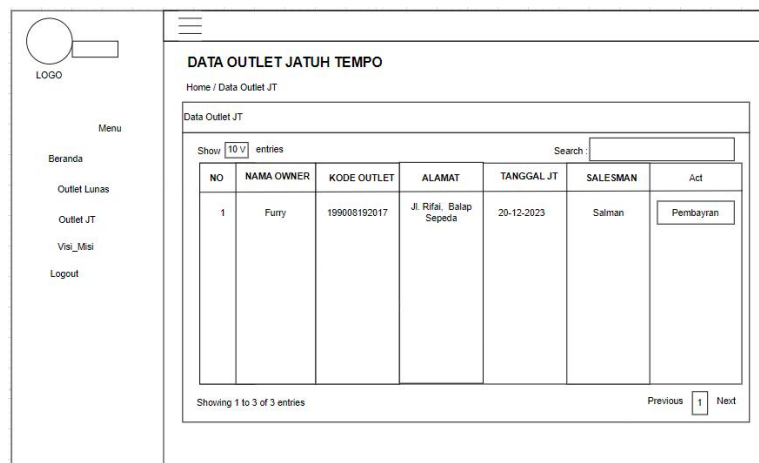 LOGO
Menu
Beranda
Outlet Lunas
Outlet JT
Visi_Misi
Logout
DATA OUTLET JATUH TEMPO
Home / Data Outlet JT
Data Outlet JT
Show 10 V entries Search :
NO NAMA OWNER KODE OUTLET ALAMAT TANGGAL JT SALESMAN Act
1 Furry 199008192017 Jl. Rifai, Balap Sepeda 20-12-2023 Salman Pembayran
Showing 1 to 3 of 3 entries Previous 1 Next